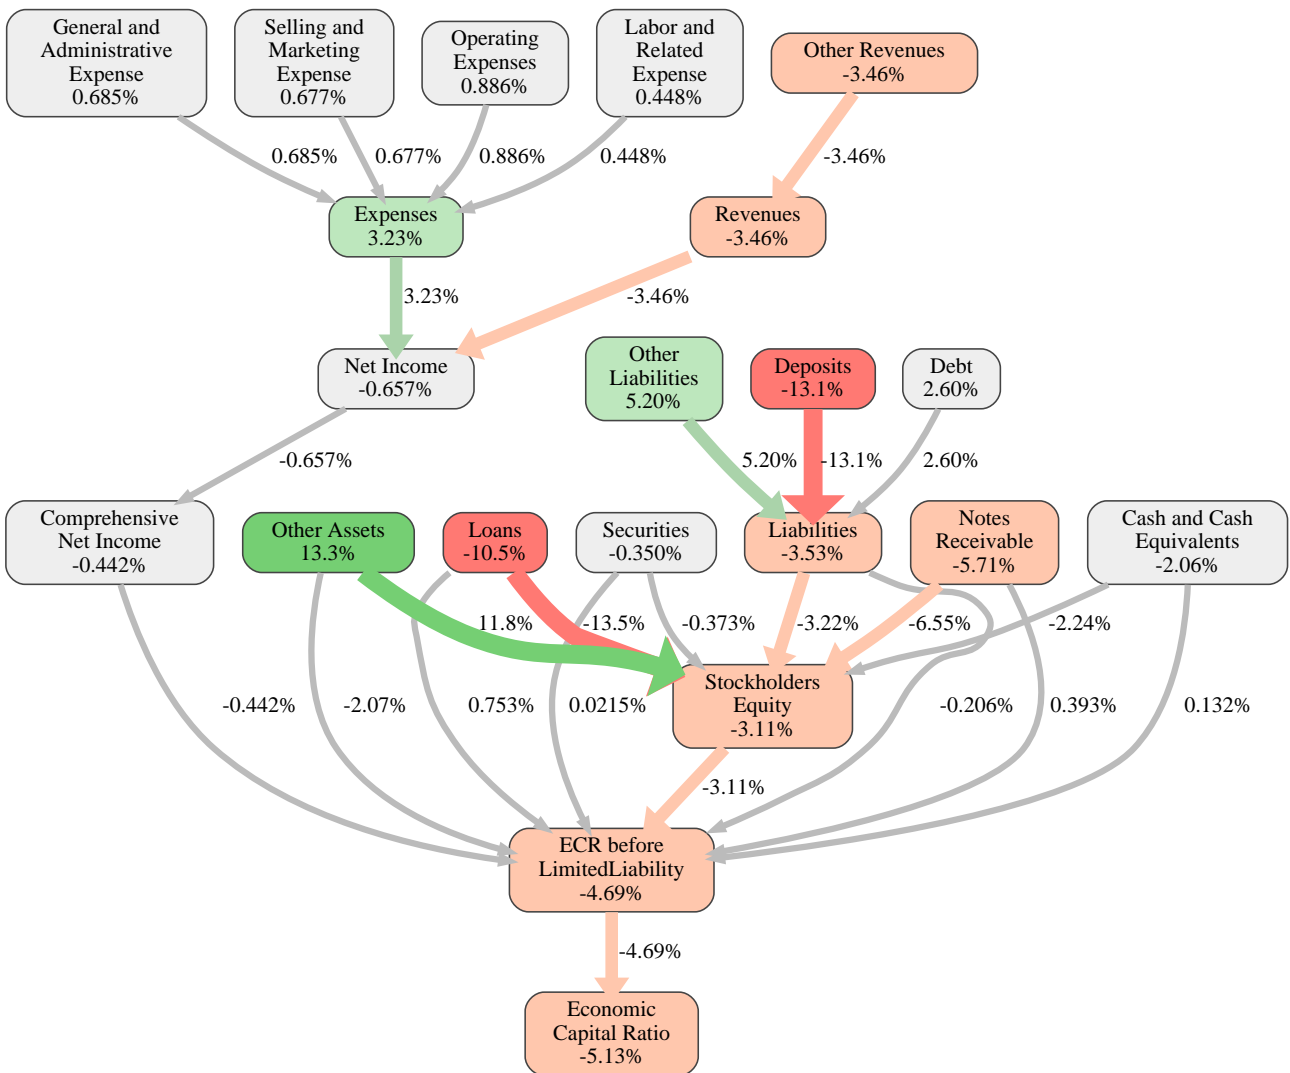 General and
Administrative
Expense
0.685%
Selling and
Marketing
Expense
0.677%
Operating
Expenses
0.886%
Labor and
Related
Expense
0.448%
Other Revenues
-3.46%
0.685%
0.677%
0.886%
0.448%
-3.46%
Expenses
3.23%
Revenues
-3.46%
3.23%
-3.46%
Net Income
-0.657%
Other
Liabilities
5.20%
Deposits
-13.1%
Debt
2.60%
-0.657%
5.20%
-13.1%
2.60%
Comprehensive
Net Income
-0.442%
Other Assets
13.3%
Loans
-10.5%
Securities
-0.350%
Liabilities
-3.53%
Notes
Receivable
-5.71%
Cash and Cash
Equivalents
-2.06%
11.8%
-13.5%
-0.373%
-3.22%
-6.55%
-2.24%
Stockholders
Equity
-3.11%
-0.442%
-2.07%
0.753%
0.0215%
-0.206%
0.393%
0.132%
-3.11%
ECR before
LimitedLiability
-4.69%
-4.69%
Economic
Capital Ratio
-5.13%